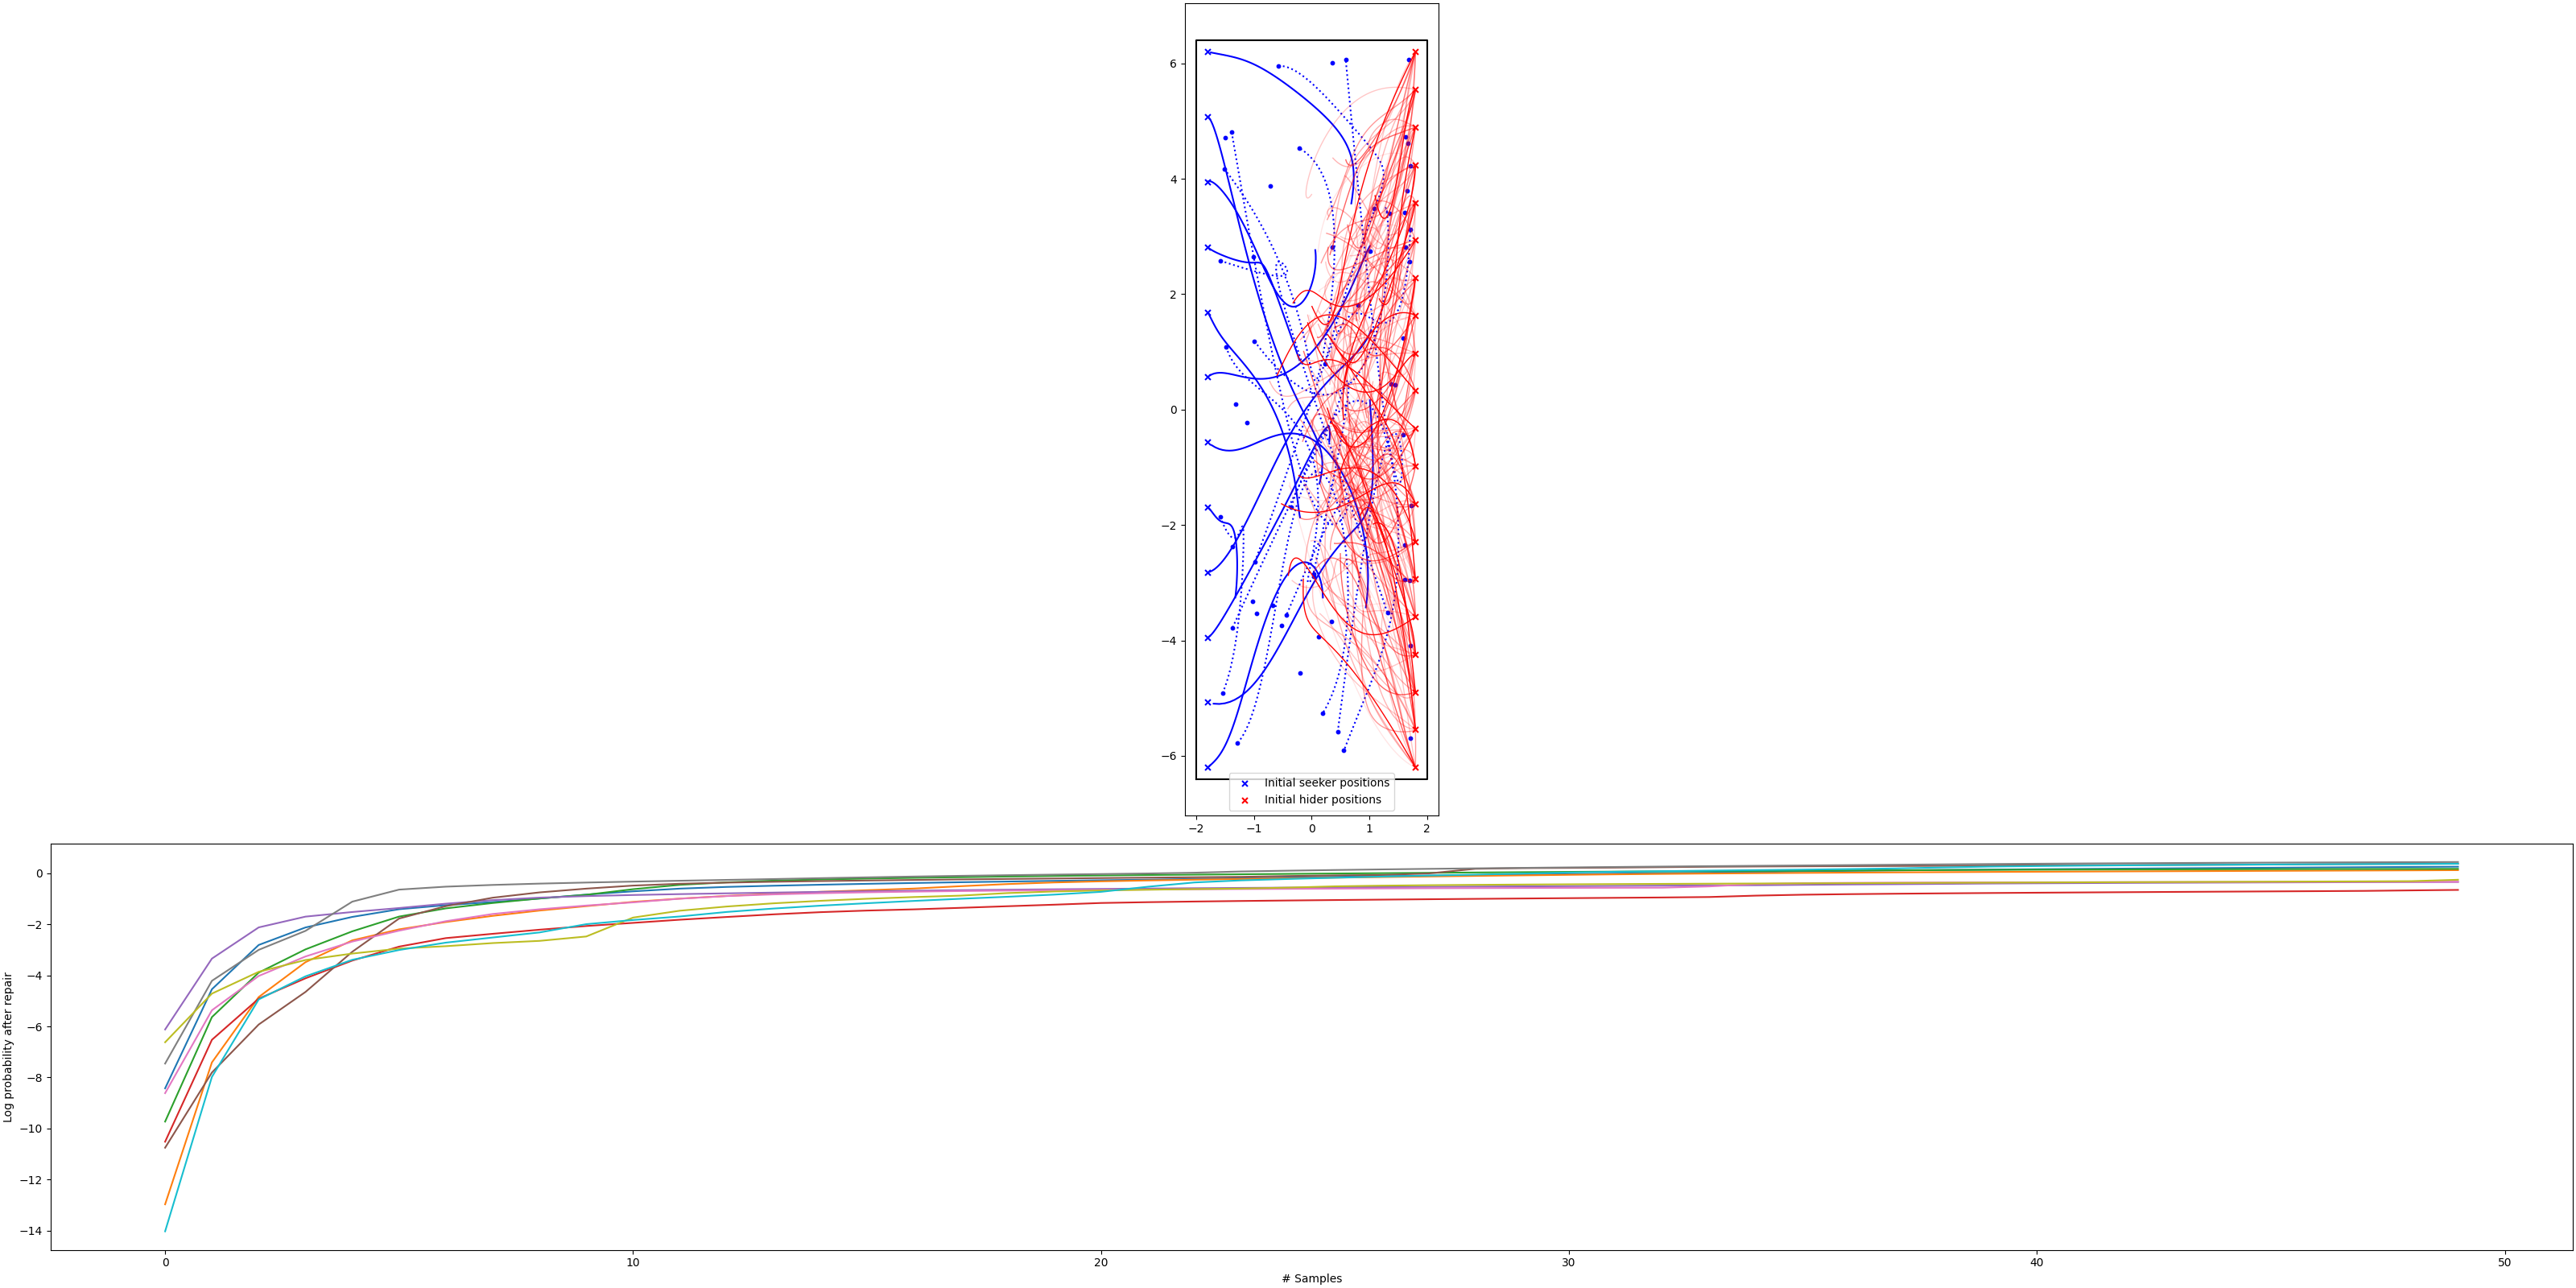 6
4
2
0
−2
−4
−6
Initial seeker positions
Initial hider positions
−2 −1 0 1 2
0
−2
−4
−6
−8
−10
−12
−14
Log probability after repair
0 10 20 30 40 50
# Samples